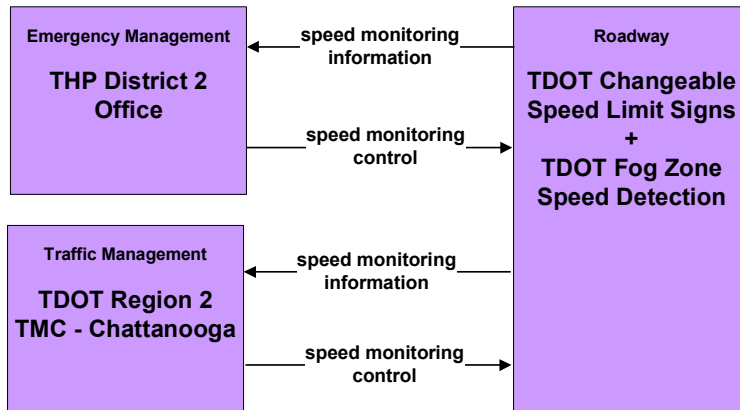 Emergency Management
THP District 2
Office
speed monitoring
information
speed monitoring
control
Roadway
TDOT Changeable
Speed Limit Signs
+
TDOT Fog Zone
Speed Detection
Traffic Management
TDOT Region 2
TMC - Chattanooga
speed monitoring
information
speed monitoring
control